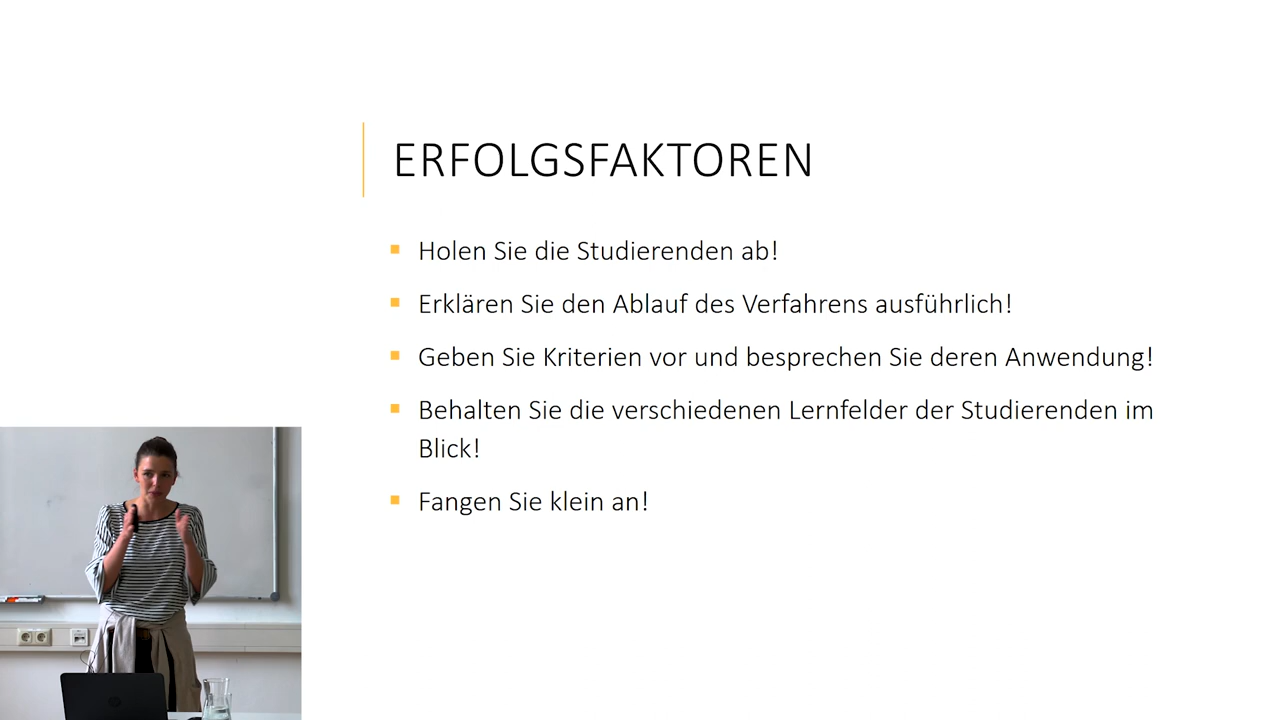 ERFOLGSFAKTOREN
Holen Sie die Studierenden ab!
Erklären Sie den Ablauf des Verfahrens ausführlich!
Geben Sie Kriterien vor und besprechen Sie deren Anwendung!
Behalten Sie die verschiedenen Lernfelder der Studierenden im
Blick!
Fangen Sie klein an!